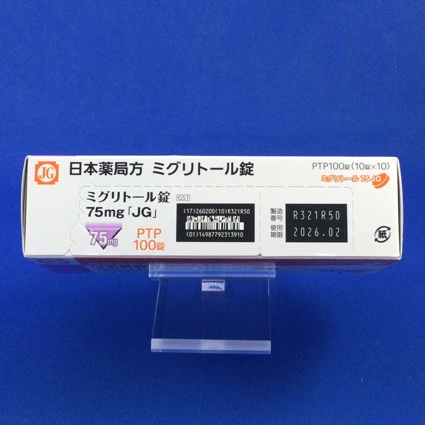 JG
日本薬局方 ミグリトール錠
PTP100錠(10錠×10)
ミグリトール 75 JG
ミグリトール錠
75mg「JG」
GS1
75mg
PTP
100錠
(17)260200(10)R321R50
(01)14987792313910
製造
番号
R321R50
使用
期限
2026.02
紙